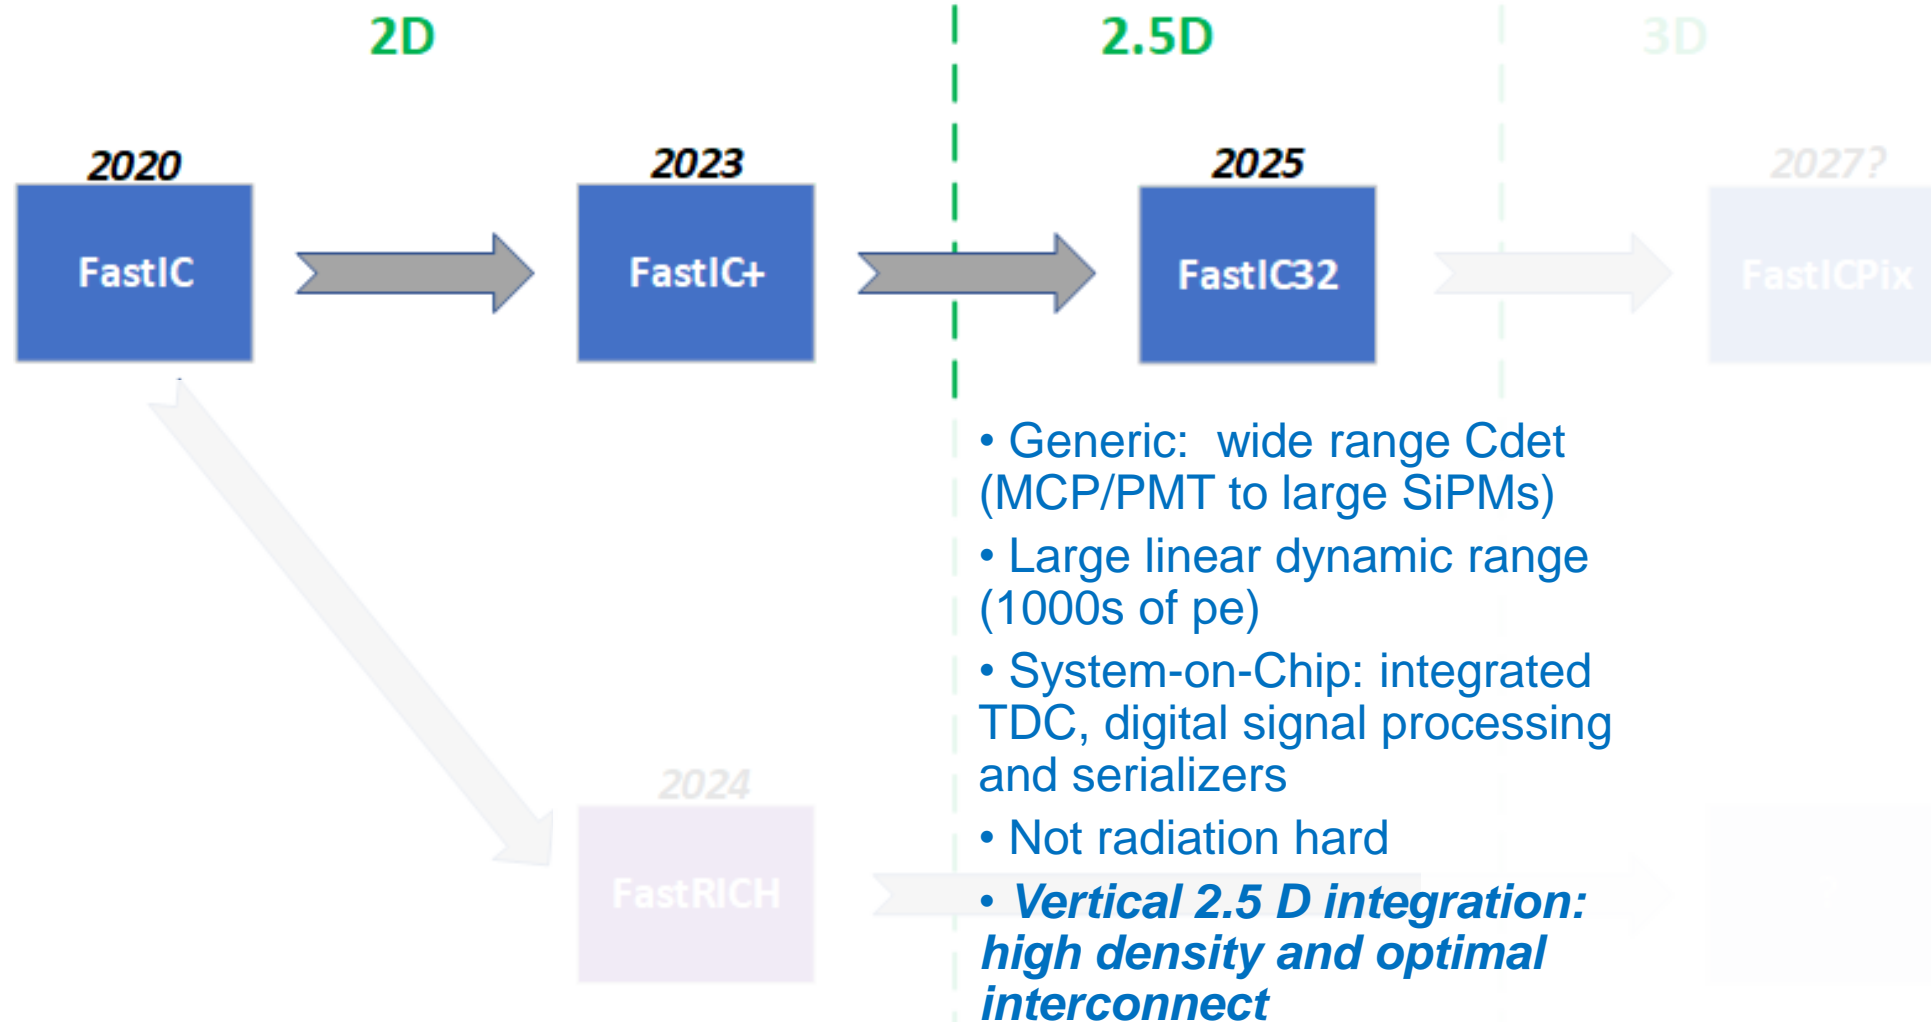 2D
2.5D
3D
2020
2023
2025
2027?
FastIC
FastIC+
FastIC32
FastICPix
• Generic:  wide range Cdet
(MCP/PMT to large SiPMs)
• Large linear dynamic range
(1000s of pe)
• System-on-Chip: integrated
TDC, digital signal processing
and serializers
• Not radiation hard
• Vertical 2.5 D integration:
high density and optimal
interconnect
2024
FastRICH